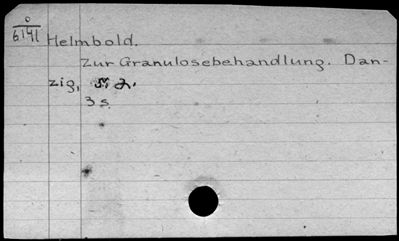 o
6141
Helmbold.
Zur Granulosebehandlung. Dan-
zig, s. a.
3 s.